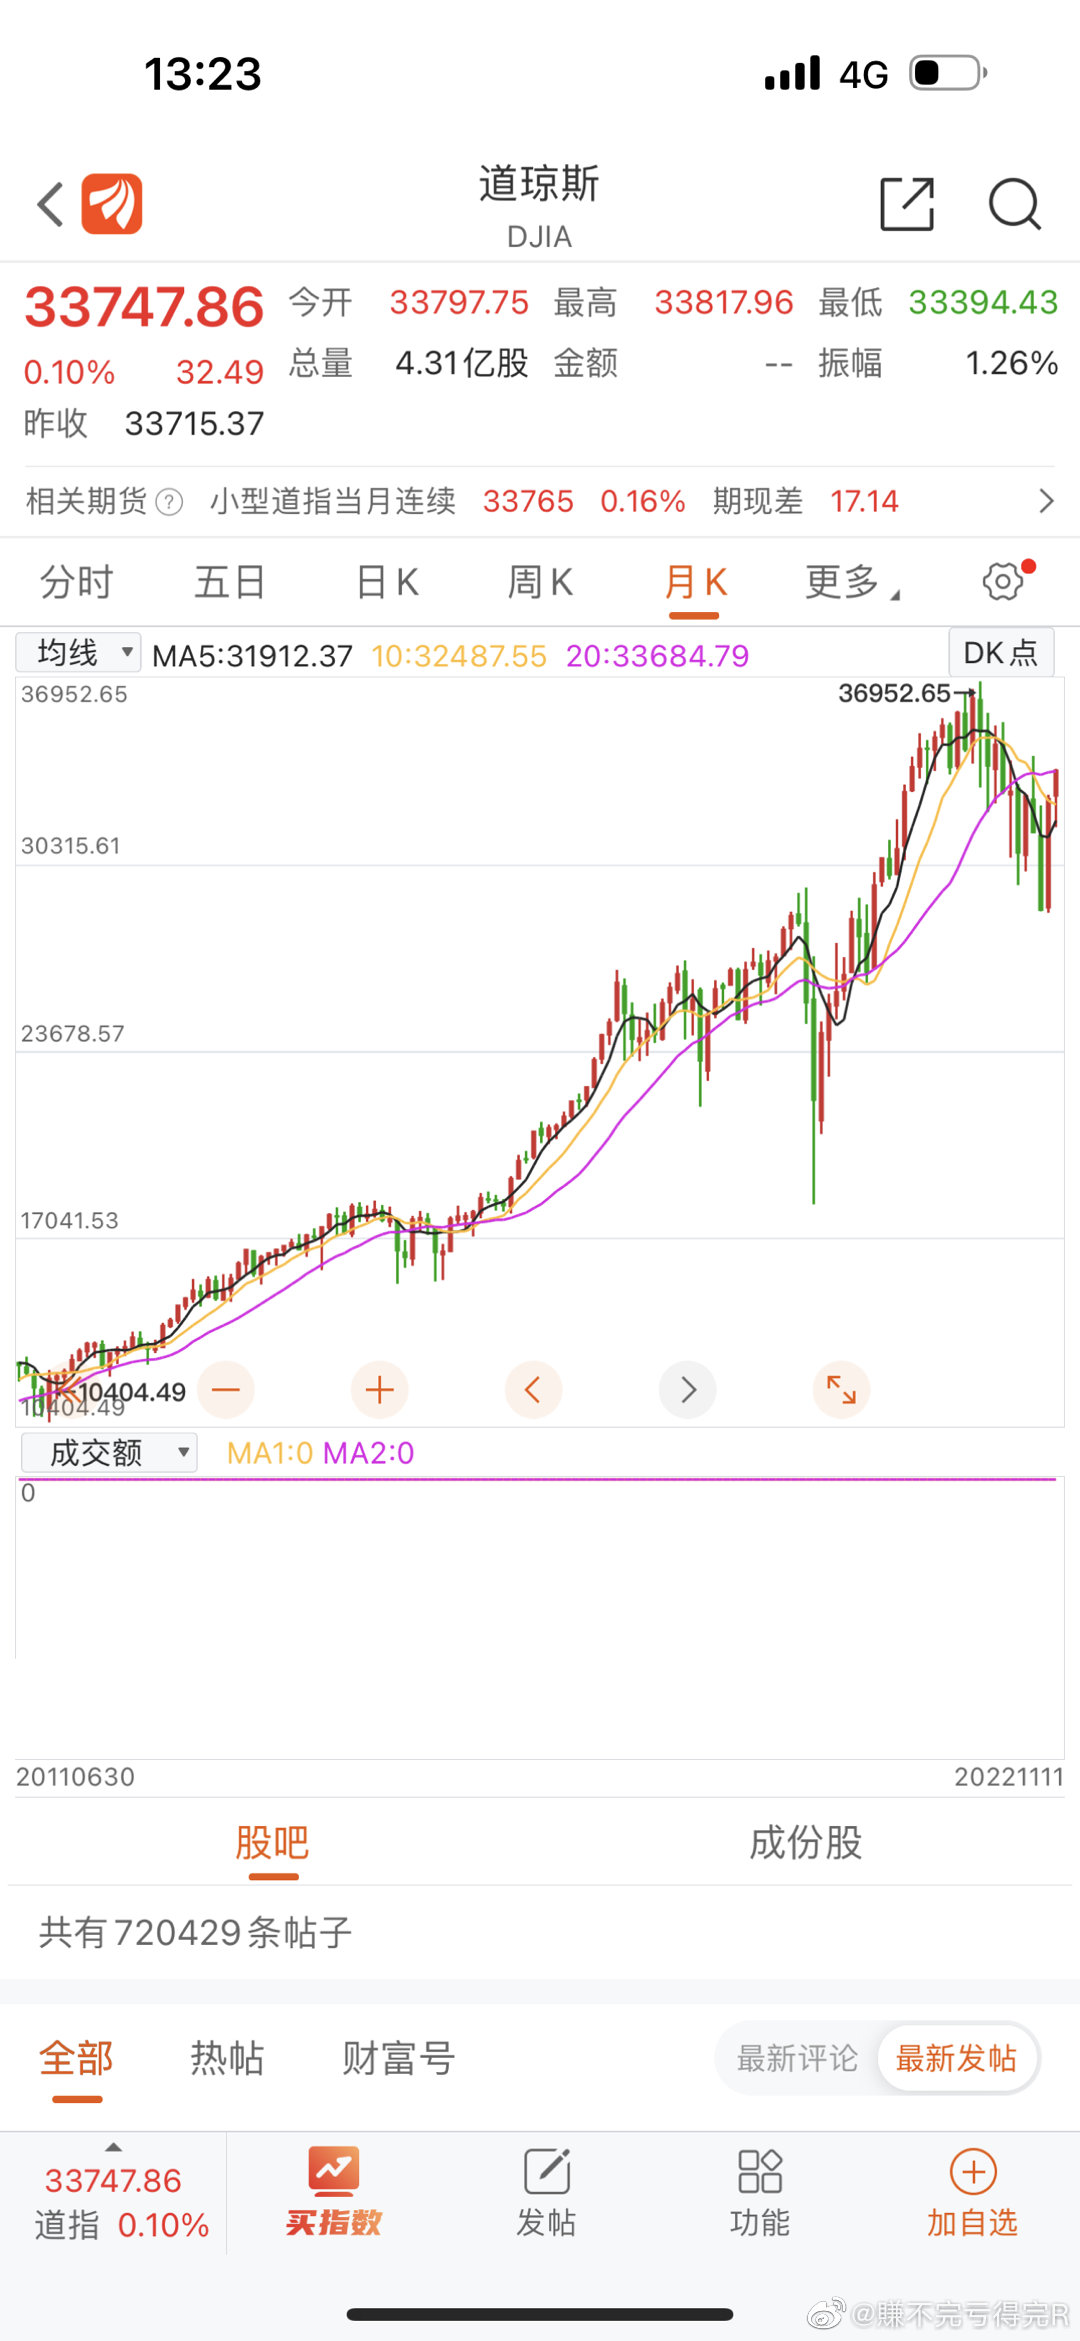 13:23 4G
道琼斯
DJIA
33747.86 今开 33797.75 最高 33817.96 最低 33394.43
0.10% 32.49 总量 4.31亿股 金额 -- 振幅 1.26%
昨收 33715.37
相关期货 ? 小型道指当月连续 33765 0.16% 期现差 17.14
分时 五日 日K 周K 月K 更多
均线 MA5:31912.37 10:32487.55 20:33684.79 DK点
36952.65 36952.65
30315.61
23678.57
17041.53
10404.49
10404.49
成交额 MA1:0 MA2:0
0
20110630 20221111
股吧 成份股
共有720429条帖子
全部 热帖 财富号 最新评论 最新发帖
33747.86
道指 0.10% 买指数 发帖 功能 加自选
@赚不完亏得完R